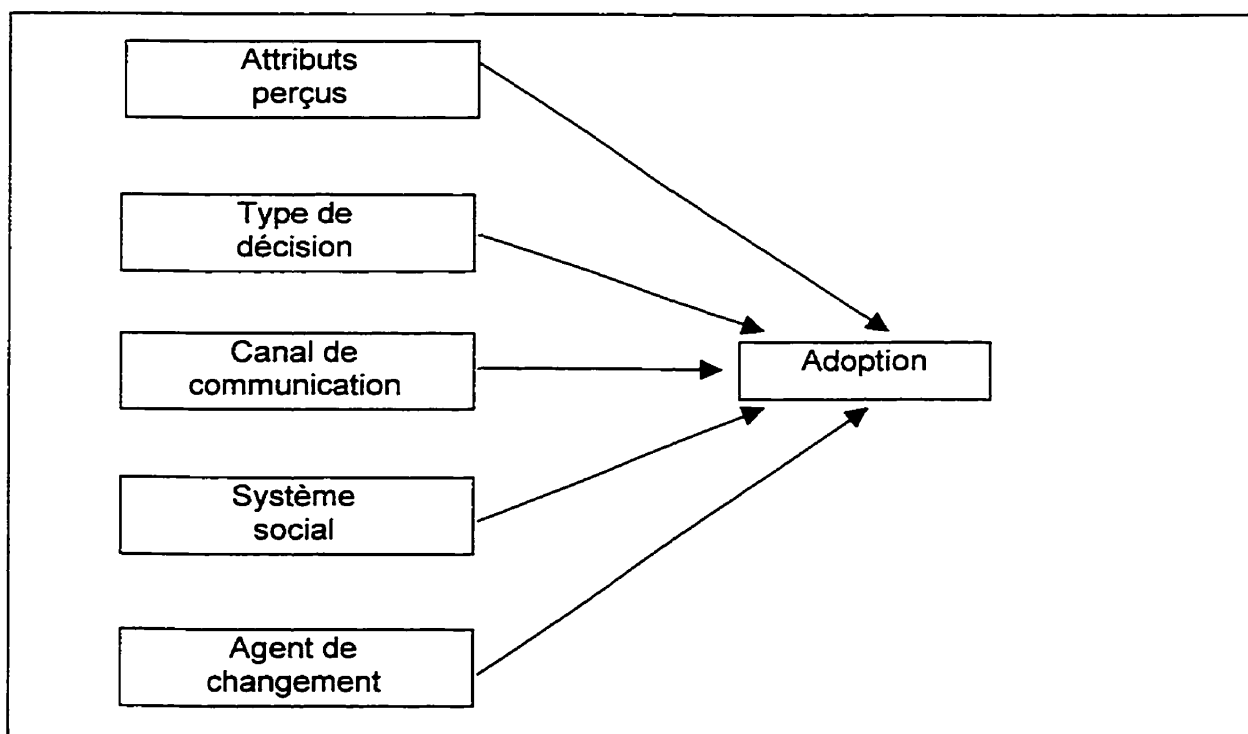 Attributs
perçus
Type de
décision
Canal de
communication
Adoption
Système
social
Agent de
changement